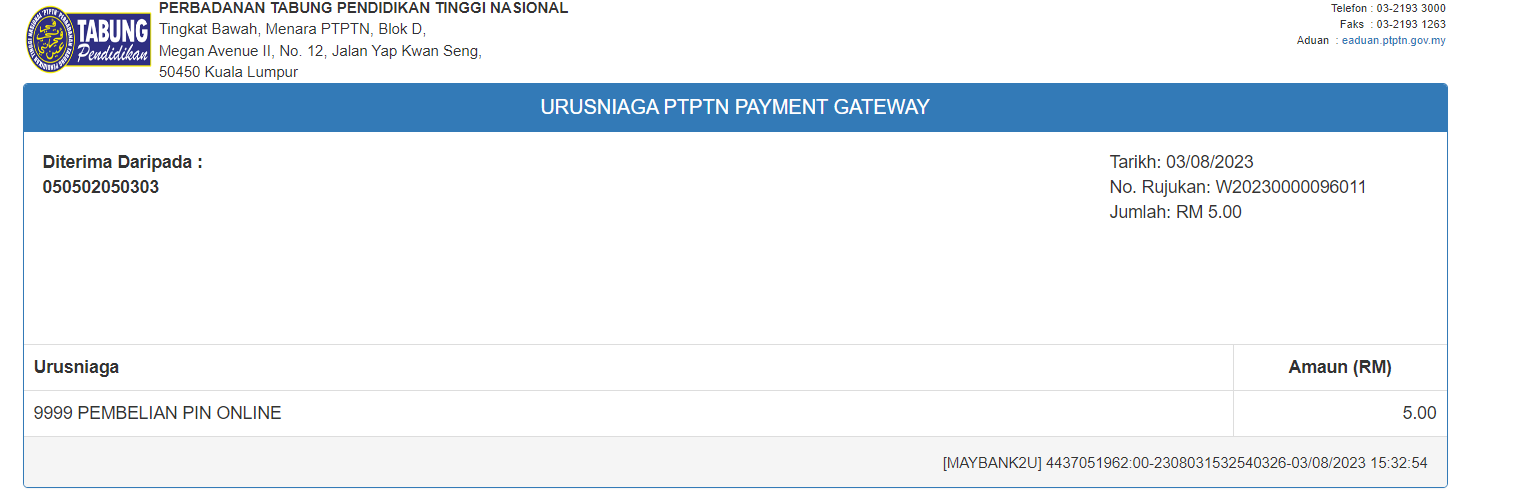 TABUNG
Pendidikan
PERBADANAN TABUNG PENDIDIKAN TINGGI NASIONAL
Tingkat Bawah, Menara PTPTN, Blok D,
Megan Avenue II, No. 12, Jalan Yap Kwan Seng,
50450 Kuala Lumpur
Telefon : 03-2193 3000
Faks : 03-2193 1263
Aduan : eaduan.ptptn.gov.my
URUSNIAGA PTPTN PAYMENT GATEWAY
Diterima Daripada :
050502050303
Tarikh: 03/08/2023
No. Rujukan: W20230000096011
Jumlah: RM 5.00
Urusniaga Amaun (RM)
9999 PEMBELIAN PIN ONLINE 5.00
[MAYBANK2U] 4437051962:00-2308031532540326-03/08/2023 15:32:54